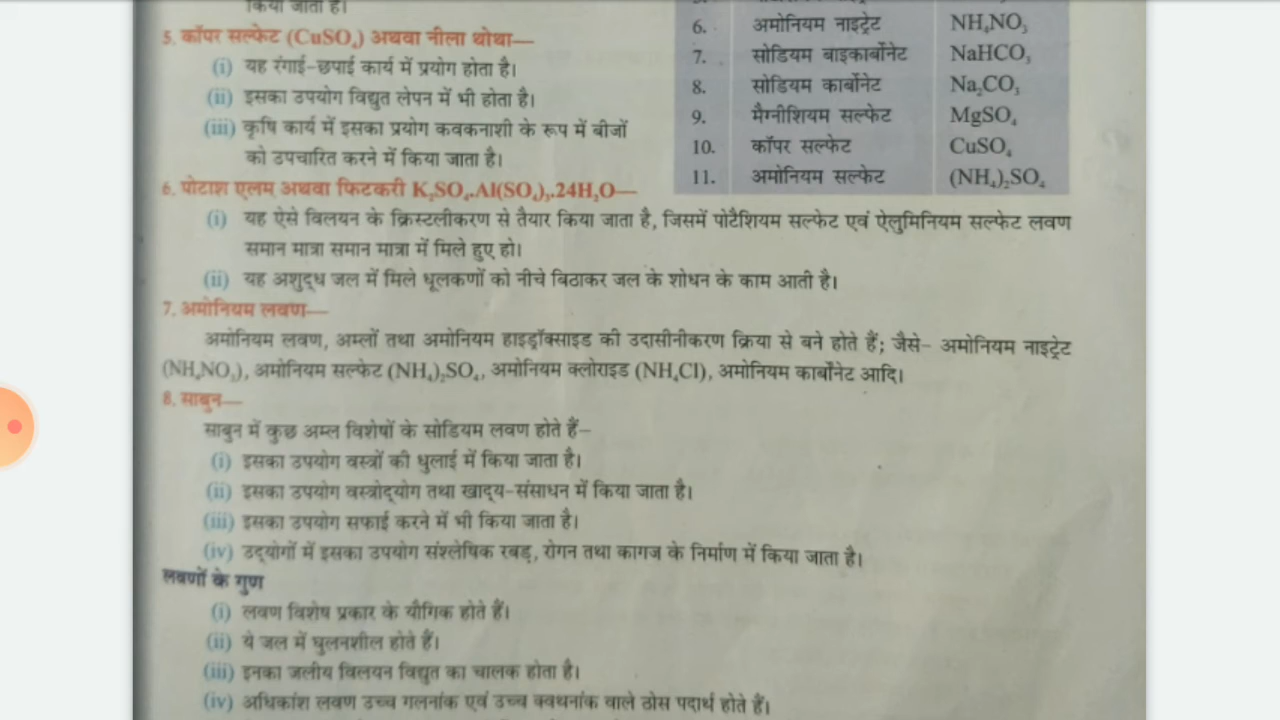 किया जाता है।
5. कॉपर सल्फेट (CuSO₄) अथवा नीला थोथा—
(i) यह रंगाई-छपाई कार्य में प्रयोग होता है।
(ii) इसका उपयोग विद्युत लेपन में भी होता है।
(iii) कृषि कार्य में इसका प्रयोग कवकनाशी के रूप में बीजों
को उपचारित करने में किया जाता है।
6. अमोनियम नाइट्रेट NH₄NO₃
7. सोडियम बाइकार्बोनेट NaHCO₃
8. सोडियम कार्बोनेट Na₂CO₃
9. मैग्नीशियम सल्फेट MgSO₄
10. कॉपर सल्फेट CuSO₄
11. अमोनियम सल्फेट (NH₄)₂SO₄
6. पोटाश एलम् अथवा फिटकरी K₂SO₄.Al(SO₄)₃.24H₂O—
(i) यह ऐसे विलयन के क्रिस्टलीकरण से तैयार किया जाता है, जिसमें पोटैशियम सल्फेट एवं ऐलुमिनियम सल्फेट लवण
समान मात्रा समान मात्रा में मिले हुए हो।
(ii) यह अशुद्ध जल में मिले धूलकणों को नीचे बिठाकर जल के शोधन के काम आती है।
7. अमोनियम लवण—
अमोनियम लवण, अम्लों तथा अमोनियम हाइड्रॉक्साइड की उदासीनीकरण क्रिया से बने होते हैं; जैसे- अमोनियम नाइट्रेट
(NH₄NO₃), अमोनियम सल्फेट (NH₄)₂SO₄, अमोनियम क्लोराइड (NH₄Cl), अमोनियम कार्बोनेट आदि।
8. साबुन—
साबुन में कुछ अम्ल विशेषों के सोडियम लवण होते हैं–
(i) इसका उपयोग वस्त्रों की धुलाई में किया जाता है।
(ii) इसका उपयोग वस्त्रोद्योग तथा खाद्य-संसाधन में किया जाता है।
(iii) इसका उपयोग सफाई करने में भी किया जाता है।
(iv) उद्योगों में इसका उपयोग संश्लेषिक रबड़, रोगन तथा कागज के निर्माण में किया जाता है।
लवणों के गुण
(i) लवण विशेष प्रकार के यौगिक होते हैं।
(ii) ये जल में घुलनशील होते हैं।
(iii) इनका जलीय विलयन विद्युत का चालक होता है।
(iv) अधिकांश लवण उच्च गलनांक एवं उच्च क्वथनांक वाले ठोस पदार्थ होते हैं।